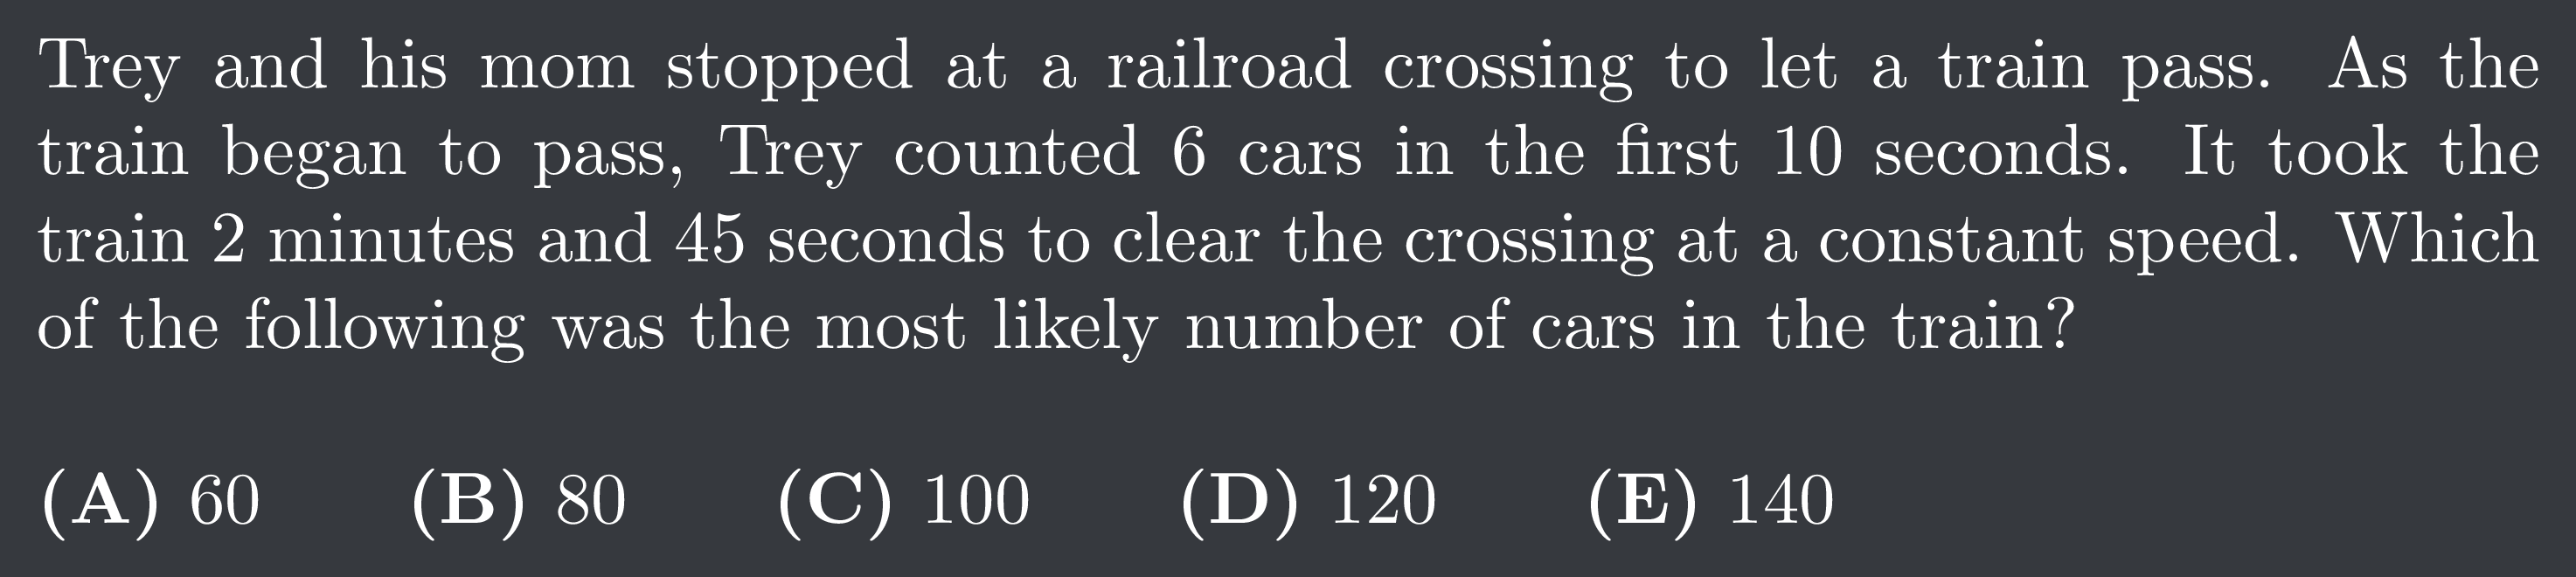 Trey and his mom stopped at a railroad crossing to let a train pass. As the
train began to pass, Trey counted 6 cars in the first 10 seconds. It took the
train 2 minutes and 45 seconds to clear the crossing at a constant speed. Which
of the following was the most likely number of cars in the train?
(A) 60 (B) 80 (C) 100 (D) 120 (E) 140